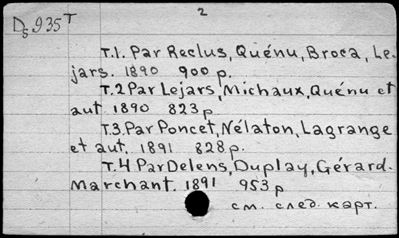 2
D₅935 T
T.1. Par Reclus, Quénu, Broca, Le-
jars. 1890 900 p.
T.2 Par Lejars, Michaux, Quénu et
aut 1890 823 p
T.3. Par Poncet, Nélaton, Lagrange
et aut. 1891 828 p.
T.4 Par Delens, Duplay, Gérard-
Marchant. 1891 953 p
см. след. карт.